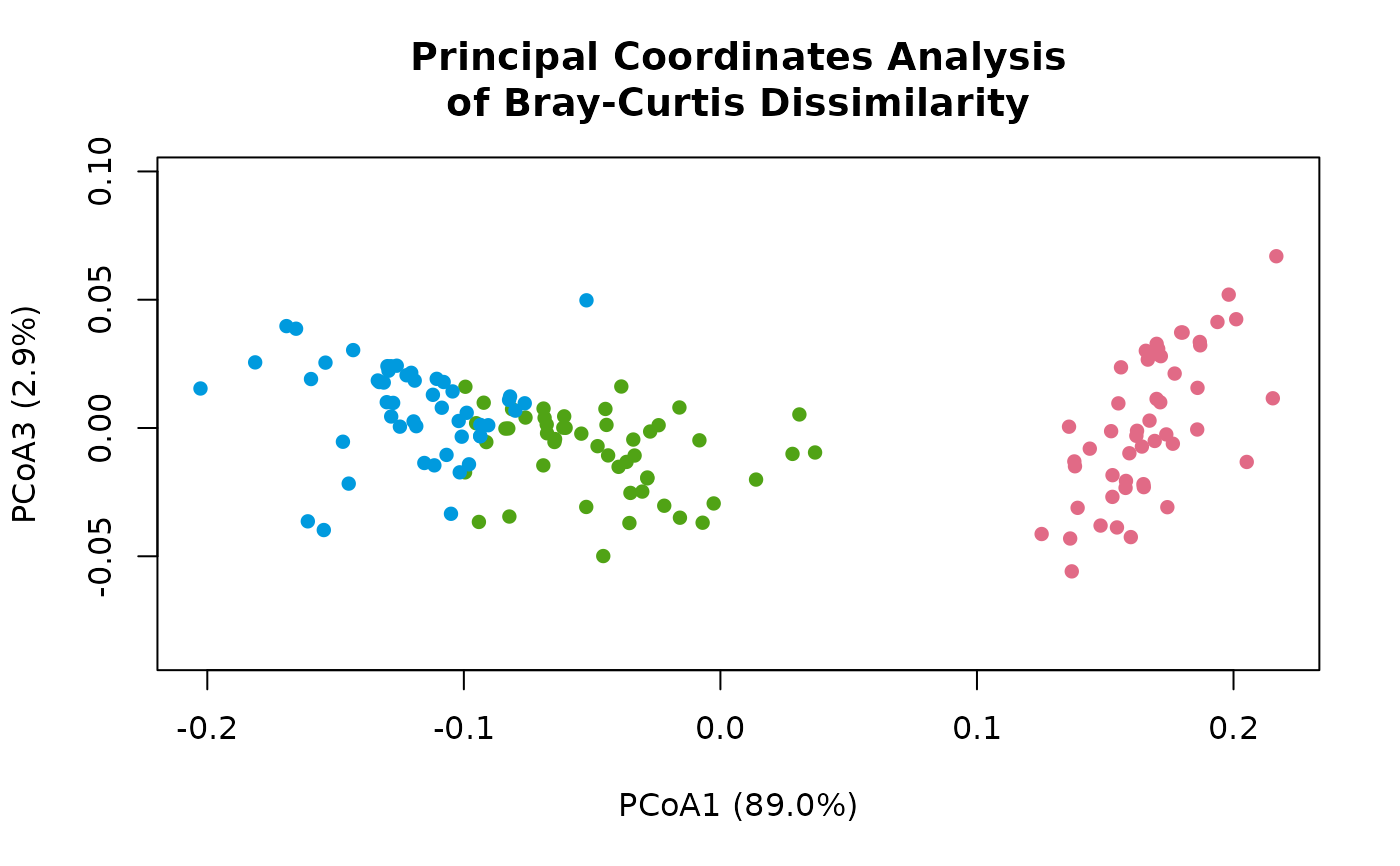 Principal Coordinates Analysis
of Bray-Curtis Dissimilarity
0.10
0.05
0.00
-0.05
PCoA3 (2.9%)
-0.2
-0.1
0.0
0.1
0.2
PCoA1 (89.0%)